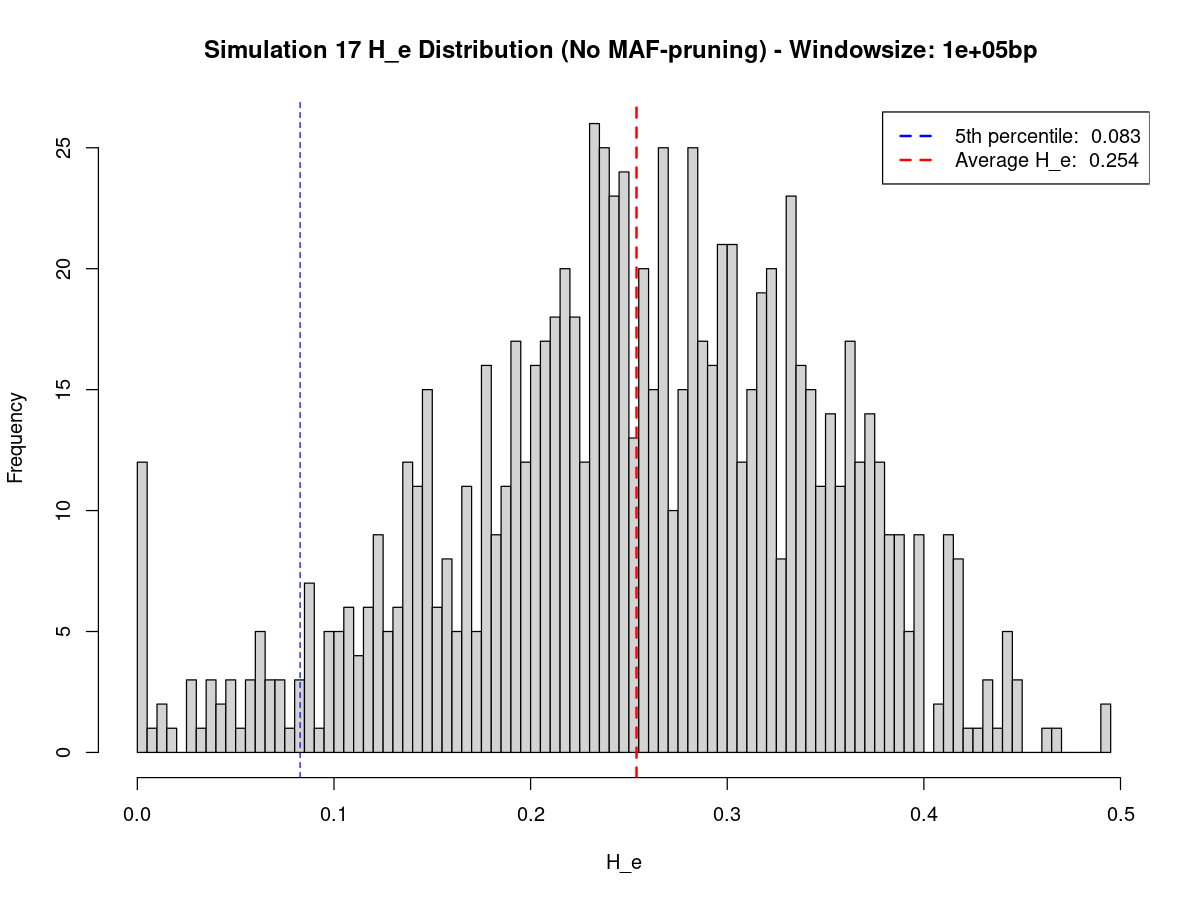 Simulation 17 H_e Distribution (No MAF-pruning) - Windowsize: 1e+05bp
5th percentile: 0.083
Average H_e: 0.254
25
20
15
10
5
0
Frequency
0.0 0.1 0.2 0.3 0.4 0.5
H_e